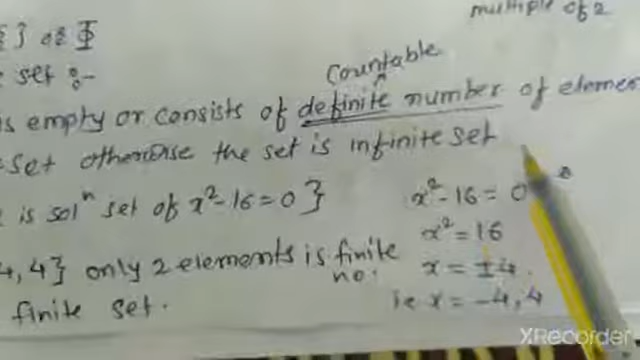 multiple of 2
} or Φ
set :-
Countable
is empty or consists of definite number of elemen
set otherwise the set is infinite set
is solⁿ set of x²-16=0}
x²-16=0
x²=16
4,4} only 2 elements is finite no.
x=±4
finite set.
ie x=-4,4
XRecorder